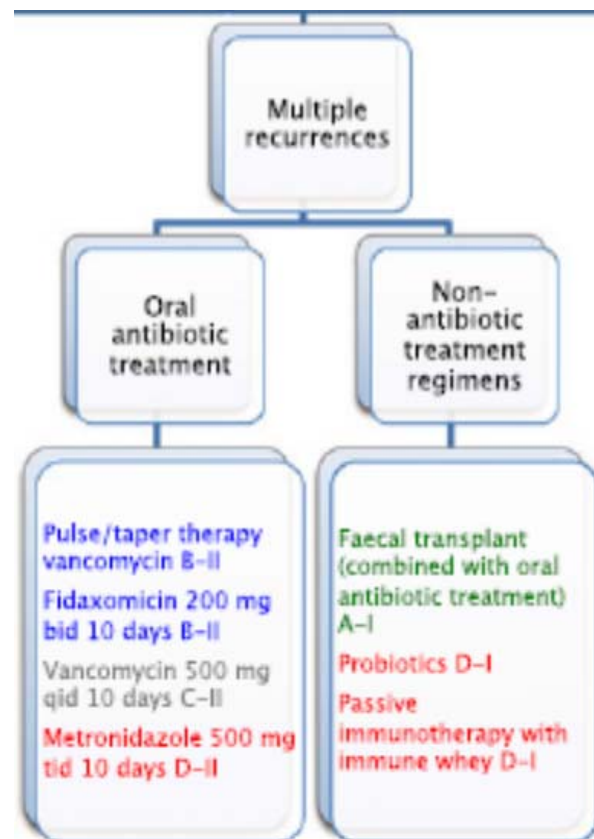 Multiple
recurrences
Oral
antibiotic
treatment
Non-
antibiotic
treatment
regimens
Pulse/taper therapy
vancomycin B-II
Fidaxomicin 200 mg
bid 10 days B-II
Vancomycin 500 mg
qid 10 days C-II
Metronidazole 500 mg
tid 10 days D-II
Faecal transplant
(combined with oral
antibiotic treatment)
A-I
Probiotics D-I
Passive
immunotherapy with
immune whey D-I